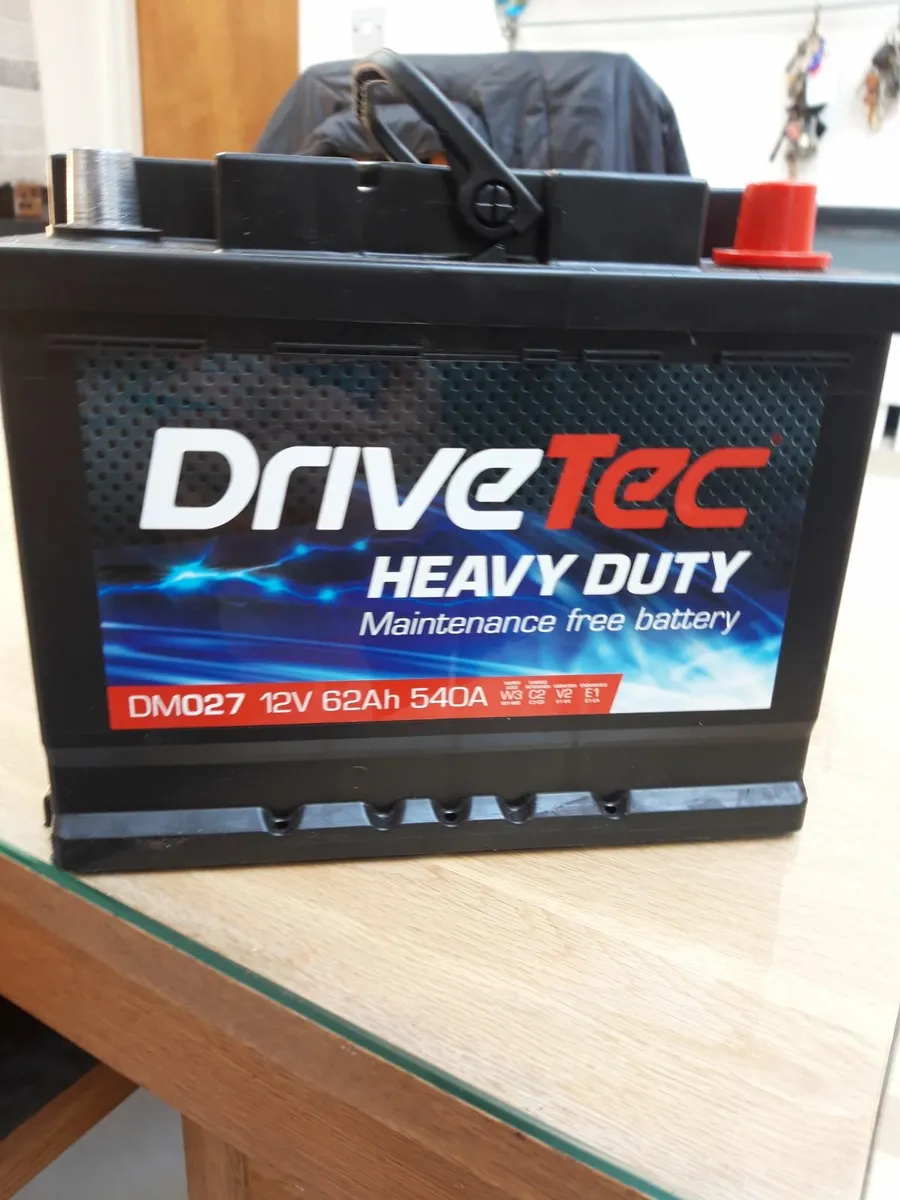 DriveTec
HEAVY DUTY
Maintenance free battery
DM027 12V 62Ah 540A W3 C2 V2 E1